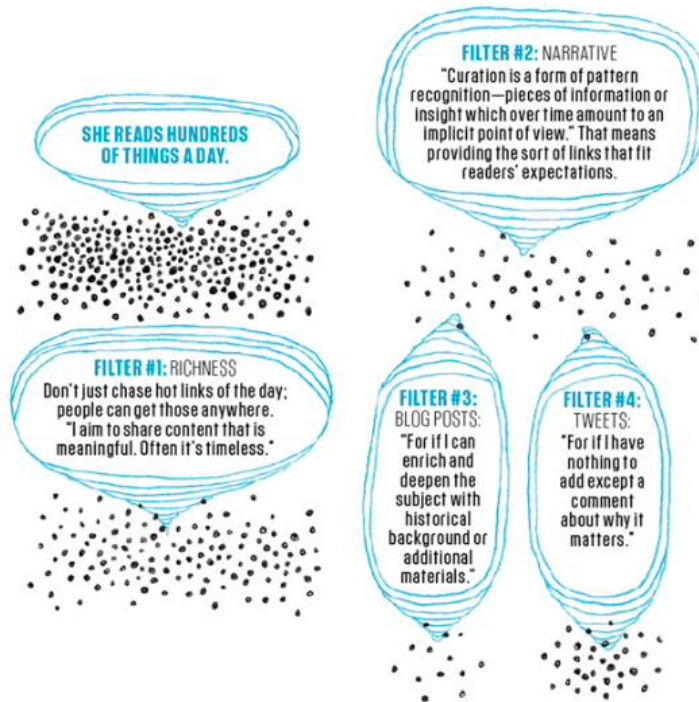 SHE READS HUNDREDS
OF THINGS A DAY.
FILTER #1: RICHNESS
Don't just chase hot links of the day;
people can get those anywhere.
"I aim to share content that is
meaningful. Often it's timeless."
FILTER #2: NARRATIVE
"Curation is a form of pattern
recognition—pieces of information or
insight which over time amount to an
implicit point of view." That means
providing the sort of links that fit
readers' expectations.
FILTER #3:
BLOG POSTS:
"For if I can
enrich and
deepen the
subject with
historical
background or
additional
materials."
FILTER #4:
TWEETS:
"For if I have
nothing to
add except a
comment
about why it
matters."